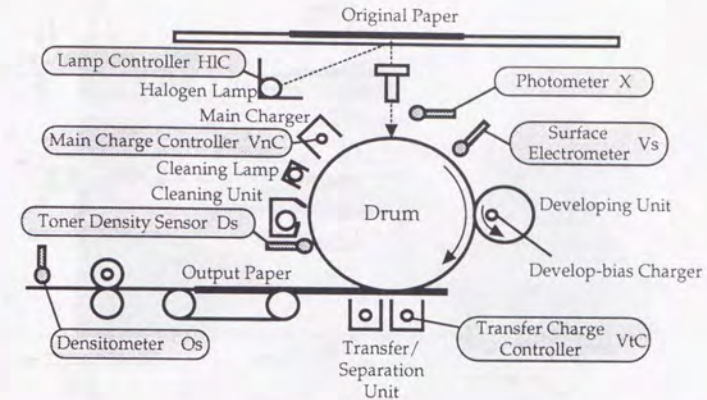 Original Paper
Lamp Controller HlC
Halogen Lamp
Photometer X
Main Charger
Main Charge Controller VnC
Surface
Electrometer Vs
Cleaning Lamp
Cleaning Unit
Drum
Developing Unit
Toner Density Sensor Ds
Output Paper
Develop-bias Charger
Densitometer Os
Transfer/
Separation
Unit
Transfer Charge
Controller VtC